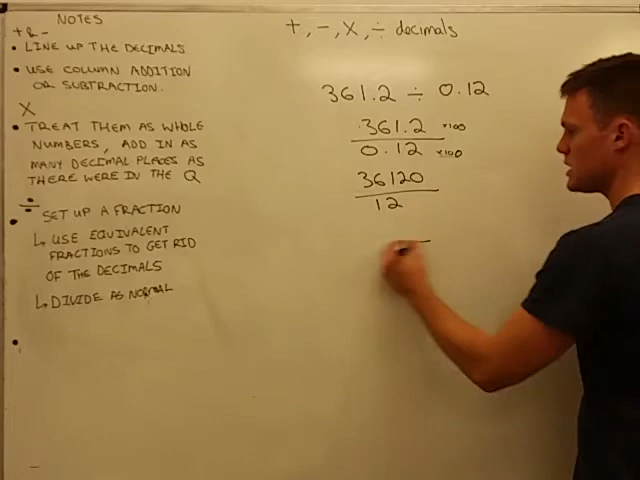 NOTES
+ & -
• LINE UP THE DECIMALS
• USE COLUMN ADDITION
OR SUBTRACTION.
X
• TREAT THEM AS WHOLE
NUMBERS, ADD IN AS
MANY DECIMAL PLACES AS
THERE WERE IN THE Q
÷
• SET UP A FRACTION
↳ USE EQUIVALENT
FRACTIONS TO GET RID
OF THE DECIMALS
↳ DIVIDE AS NORMAL
+, -, X, ÷ decimals
361.2 ÷ 0.12
361.2 ×100
0.12 ×100
36120
12